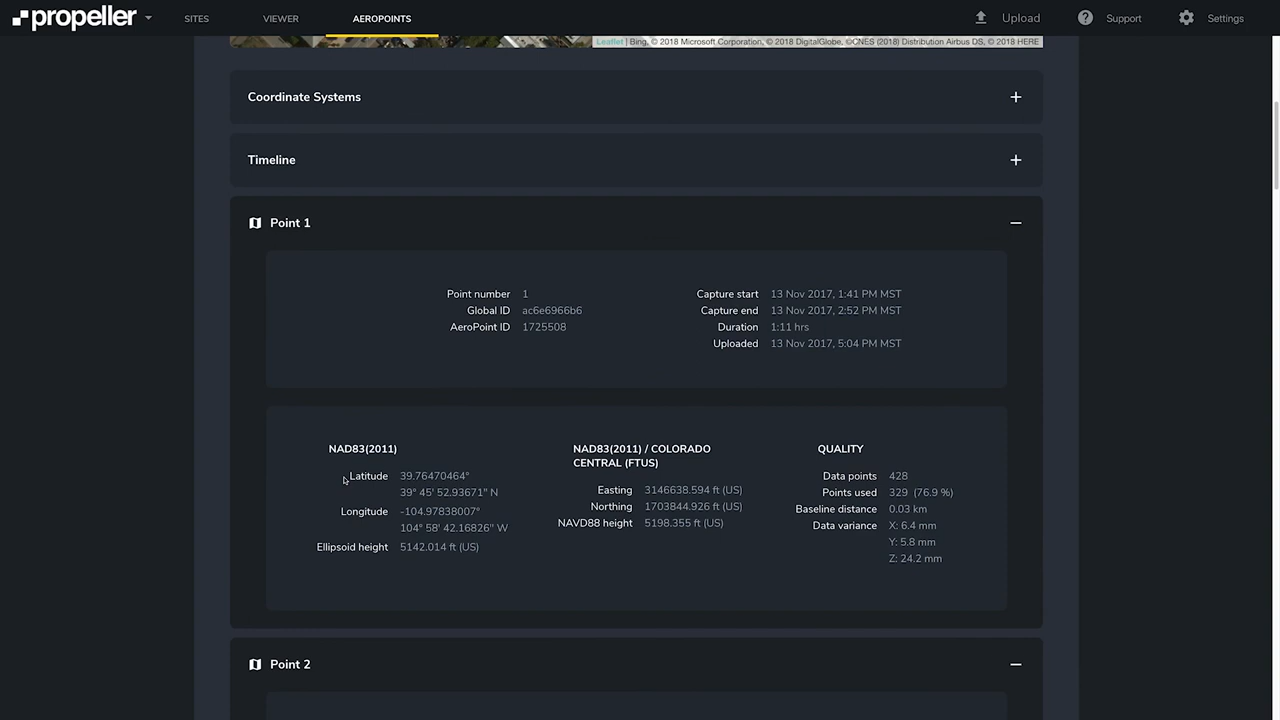 propeller
SITES
VIEWER
AEROPOINTS
Upload
Support
Settings
Leaflet | Bing, © 2018 Microsoft Corporation, © 2018 DigitalGlobe, ©CNES (2018) Distribution Airbus DS, © 2018 HERE
Coordinate Systems
Timeline
Point 1
Point number 1
Global ID ac6e6966b6
AeroPoint ID 1725508
Capture start 13 Nov 2017, 1:41 PM MST
Capture end 13 Nov 2017, 2:52 PM MST
Duration 1:11 hrs
Uploaded 13 Nov 2017, 5:04 PM MST
NAD83(2011)
Latitude 39.76470464°
39° 45' 52.93671" N
Longitude -104.97838007°
104° 58' 42.16826" W
Ellipsoid height 5142.014 ft (US)
NAD83(2011) / COLORADO
CENTRAL (FTUS)
Easting 3146638.594 ft (US)
Northing 1703844.926 ft (US)
NAVD88 height 5198.355 ft (US)
QUALITY
Data points 428
Points used 329 (76.9 %)
Baseline distance 0.03 km
Data variance X: 6.4 mm
Y: 5.8 mm
Z: 24.2 mm
Point 2